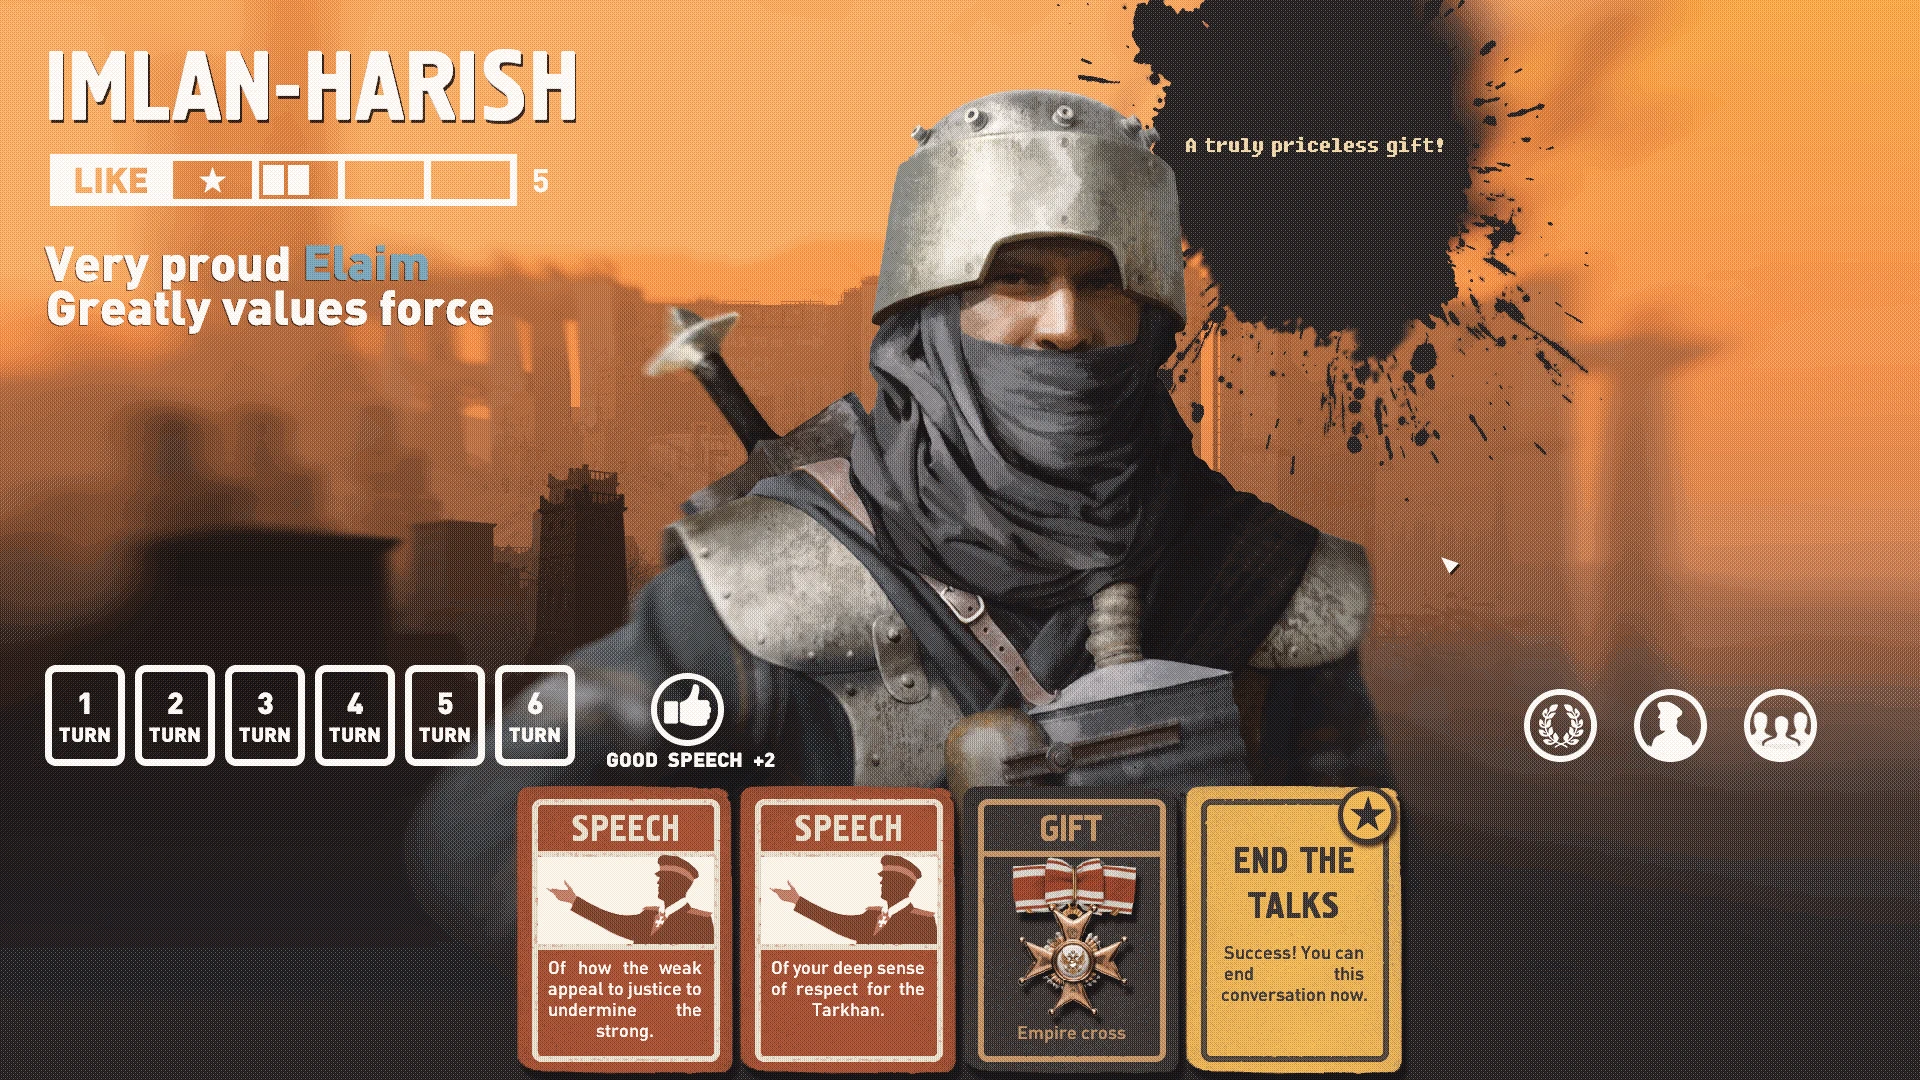 IMLAN-HARISH
LIKE 5
Very proud Elaim
Greatly values force
A truly priceless gift!
1 TURN
2 TURN
3 TURN
4 TURN
5 TURN
6 TURN
GOOD SPEECH +2
SPEECH
Of how the weak
appeal to justice to
undermine the
strong.
SPEECH
Of your deep sense
of respect for the
Tarkhan.
GIFT
Empire cross
END THE
TALKS
Success! You can
end this
conversation now.